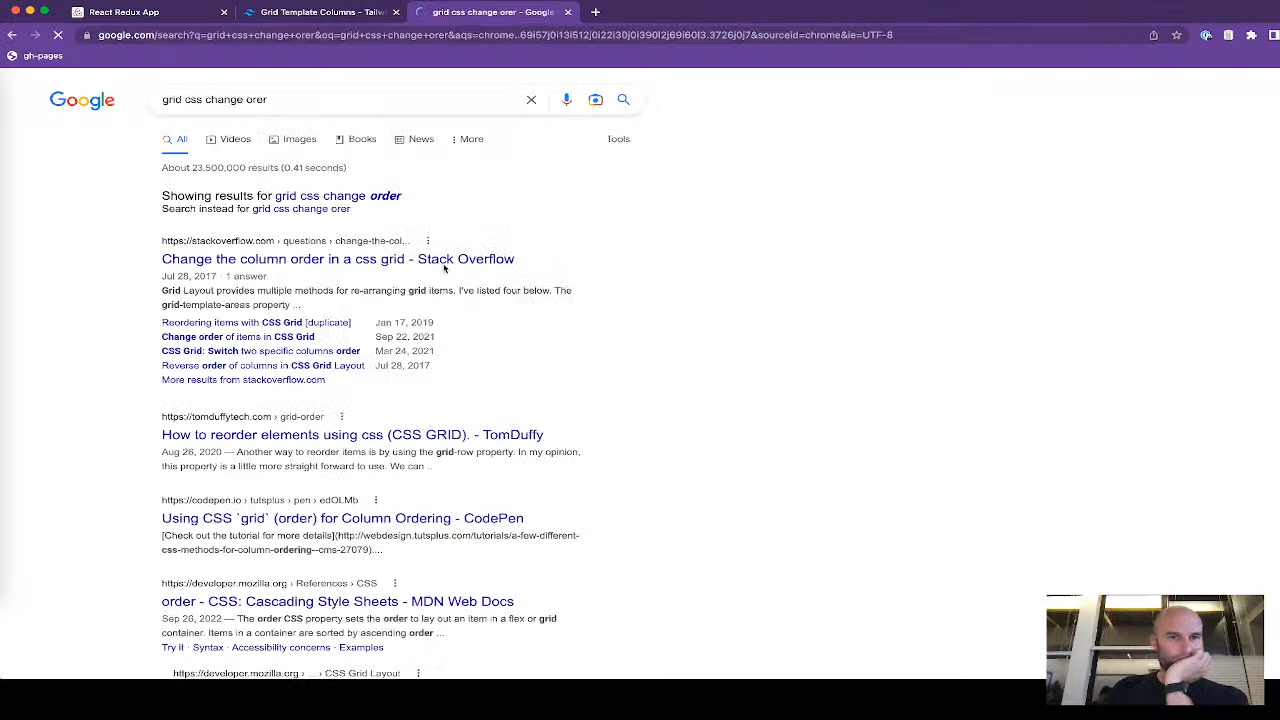 React Redux App
Grid Template Columns - Tailwi
grid css change orer - Google
google.com/search?q=grid+css+change+orer&oq=grid+css+change+orer&aqs=chrome..69i57j0i13i512j0i22i30j0i390l2j69i60l3.3726j0j7&sourceid=chrome&ie=UTF-8
gh-pages
Google
grid css change orer
All
Videos
Images
Books
News
More
Tools
About 23,500,000 results (0.41 seconds)
Showing results for grid css change order
Search instead for grid css change orer
https://stackoverflow.com › questions › change-the-col...
Change the column order in a css grid - Stack Overflow
Jul 28, 2017 · 1 answer
Grid Layout provides multiple methods for re-arranging grid items. I've listed four below. The
grid-template-areas property ...
Reordering items with CSS Grid [duplicate] Jan 17, 2019
Change order of items in CSS Grid Sep 22, 2021
CSS Grid: Switch two specific columns order Mar 24, 2021
Reverse order of columns in CSS Grid Layout Jul 28, 2017
More results from stackoverflow.com
https://tomduffytech.com › grid-order
How to reorder elements using css (CSS GRID). - TomDuffy
Aug 26, 2020 — Another way to reorder items is by using the grid-row property. In my opinion,
this property is a little more straight forward to use. We can ..
https://codepen.io › tutsplus › pen › edOLMb
Using CSS `grid` (order) for Column Ordering - CodePen
[Check out the tutorial for more details](http://webdesign.tutsplus.com/tutorials/a-few-different-
css-methods-for-column-ordering--cms-27079)....
https://developer.mozilla.org › References › CSS
order - CSS: Cascading Style Sheets - MDN Web Docs
Sep 26, 2022 — The order CSS property sets the order to lay out an item in a flex or grid
container. Items in a container are sorted by ascending order ...
Try it · Syntax · Accessibility concerns · Examples
https://developer.mozilla.org › ... › CSS Grid Layout